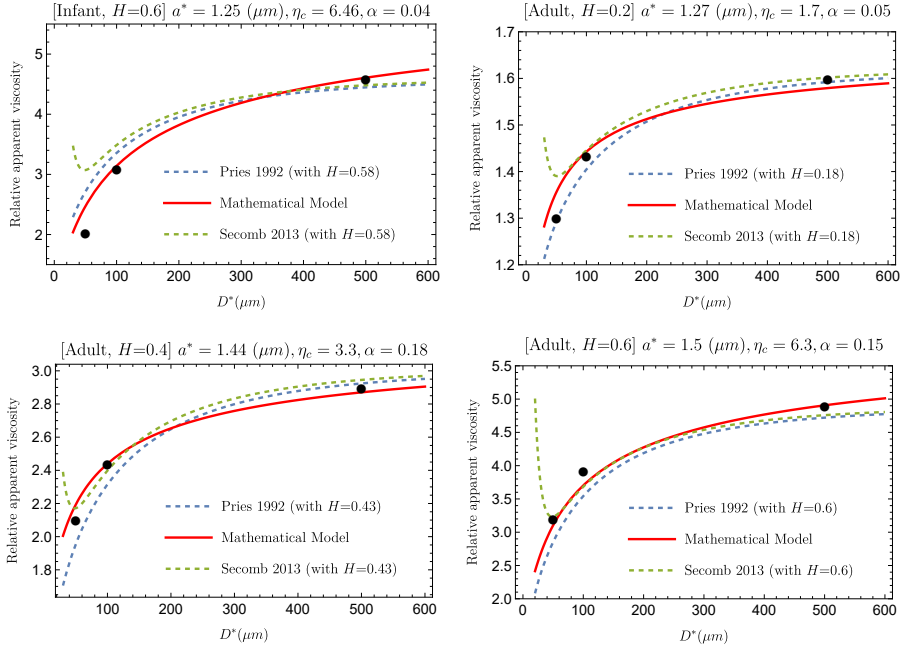 [Infant, H=0.6] a* = 1.25 (μm), η_c = 6.46, α = 0.04
Relative apparent viscosity
5
4
3
2
Pries 1992 (with H=0.58)
Mathematical Model
Secomb 2013 (with H=0.58)
0 100 200 300 400 500 600
D*(μm)
[Adult, H=0.2] a* = 1.27 (μm), η_c = 1.7, α = 0.05
Relative apparent viscosity
1.7
1.6
1.5
1.4
1.3
1.2
Pries 1992 (with H=0.18)
Mathematical Model
Secomb 2013 (with H=0.18)
0 100 200 300 400 500 600
D*(μm)
[Adult, H=0.4] a* = 1.44 (μm), η_c = 3.3, α = 0.18
Relative apparent viscosity
3.0
2.8
2.6
2.4
2.2
2.0
1.8
Pries 1992 (with H=0.43)
Mathematical Model
Secomb 2013 (with H=0.43)
100 200 300 400 500 600
D*(μm)
[Adult, H=0.6] a* = 1.5 (μm), η_c = 6.3, α = 0.15
Relative apparent viscosity
5.5
5.0
4.5
4.0
3.5
3.0
2.5
2.0
Pries 1992 (with H=0.6)
Mathematical Model
Secomb 2013 (with H=0.6)
0 100 200 300 400 500 600
D*(μm)